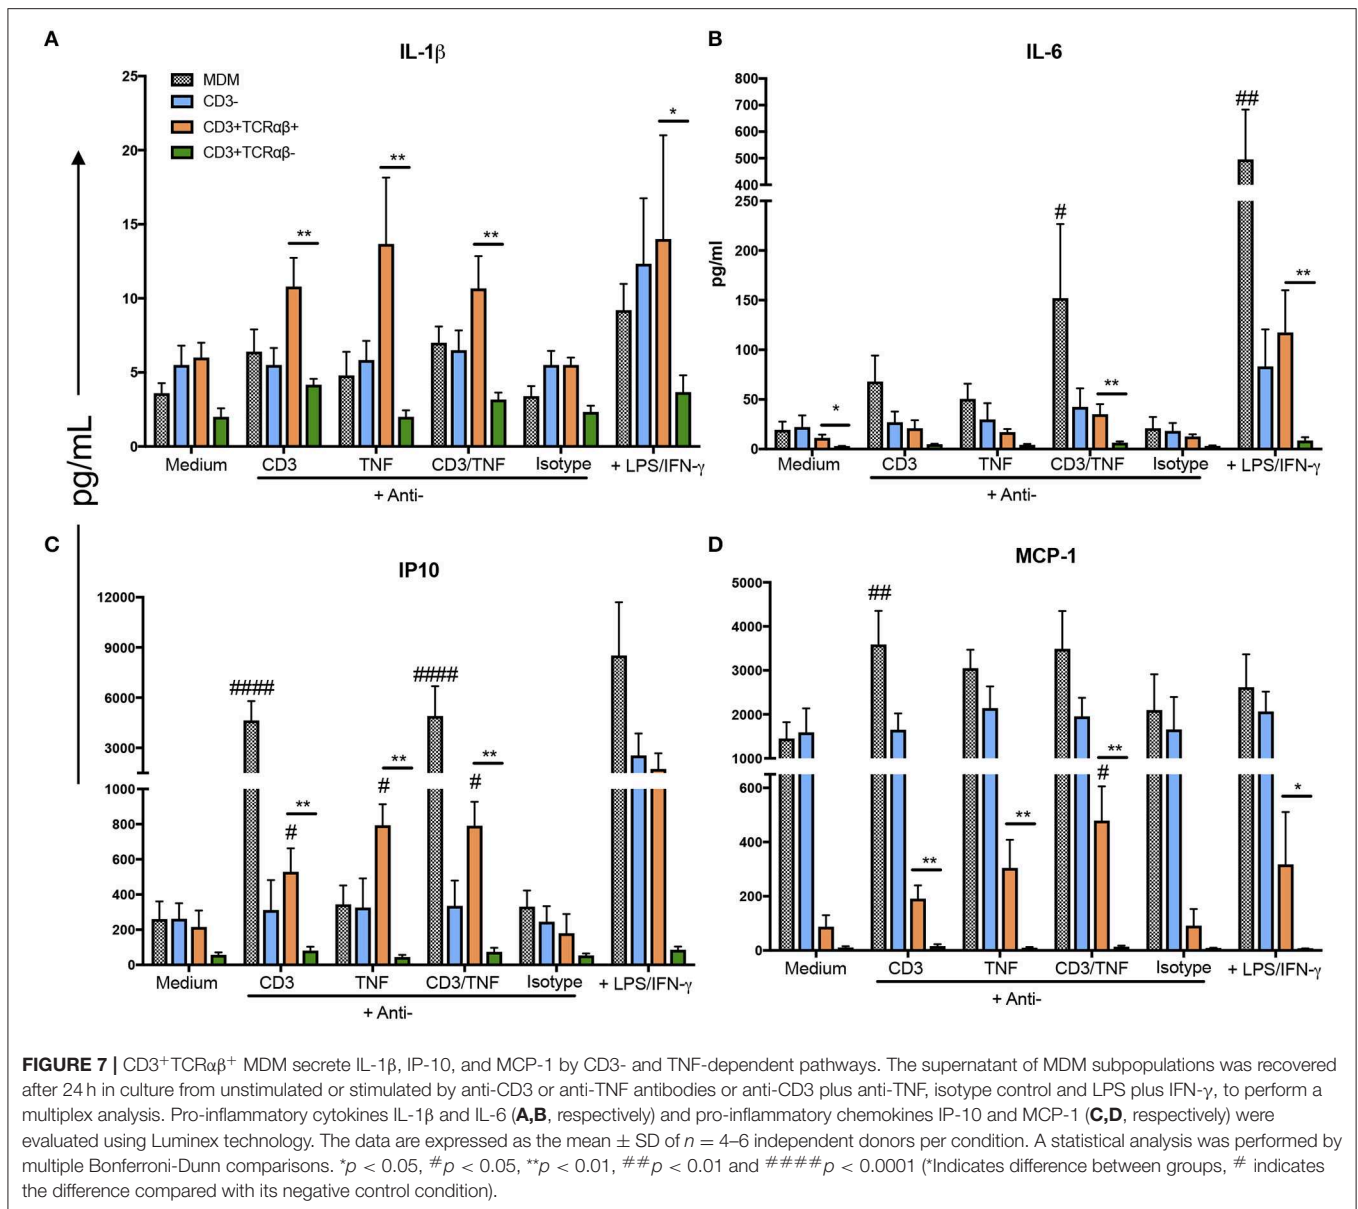 A
IL-1β
25
20
15
10
5
0
MDM
CD3-
CD3+TCRαβ+
CD3+TCRαβ-
**
**
**
*
Medium
CD3
TNF
CD3/TNF
Isotype
+ LPS/IFN-γ
+ Anti-
pg/mL
B
IL-6
800
700
600
500
400
250
200
150
100
50
0
pg/ml
*
#
**
##
**
Medium
CD3
TNF
CD3/TNF
Isotype
+ LPS/IFN-γ
+ Anti-
C
IP10
12000
9000
6000
3000
1000
800
600
400
200
0
####
#
**
#
**
####
#
**
Medium
CD3
TNF
CD3/TNF
Isotype
+ LPS/IFN-γ
+ Anti-
D
MCP-1
5000
4000
3000
2000
1000
600
400
200
0
##
**
**
**
#
*
Medium
CD3
TNF
CD3/TNF
Isotype
+ LPS/IFN-γ
+ Anti-
FIGURE 7 | CD3+TCRαβ+ MDM secrete IL-1β, IP-10, and MCP-1 by CD3- and TNF-dependent pathways. The supernatant of MDM subpopulations was recovered
after 24 h in culture from unstimulated or stimulated by anti-CD3 or anti-TNF antibodies or anti-CD3 plus anti-TNF, isotype control and LPS plus IFN-γ, to perform a
multiplex analysis. Pro-inflammatory cytokines IL-1β and IL-6 (A,B, respectively) and pro-inflammatory chemokines IP-10 and MCP-1 (C,D, respectively) were
evaluated using Luminex technology. The data are expressed as the mean ± SD of n = 4–6 independent donors per condition. A statistical analysis was performed by
multiple Bonferroni-Dunn comparisons. *p < 0.05, #p < 0.05, **p < 0.01, ##p < 0.01 and ####p < 0.0001 (*Indicates difference between groups, # indicates
the difference compared with its negative control condition).